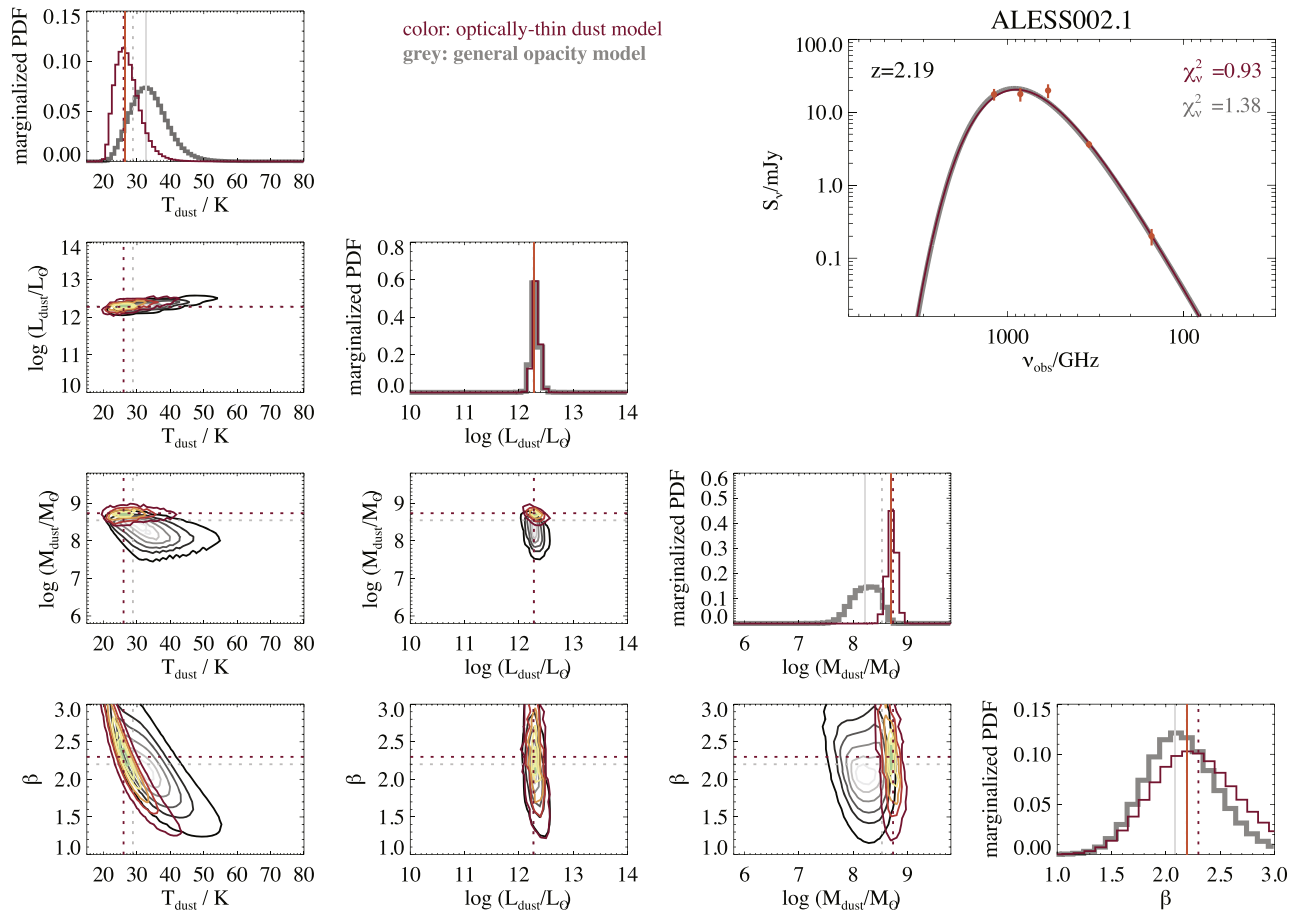 color: optically-thin dust model
grey: general opacity model
marginalized PDF
0.15
0.10
0.05
0.00
20 30 40 50 60 70 80
T_dust / K
ALESS002.1
z=2.19
χ²_ν =0.93
χ²_ν =1.38
S_ν/mJy
100.0
10.0
1.0
0.1
1000 100
ν_obs/GHz
log (L_dust/L_⊙)
14
13
12
11
10
20 30 40 50 60 70 80
T_dust / K
marginalized PDF
0.8
0.6
0.4
0.2
0.0
10 11 12 13 14
log (L_dust/L_⊙)
log (M_dust/M_⊙)
9
8
7
6
20 30 40 50 60 70 80
T_dust / K
log (M_dust/M_⊙)
9
8
7
6
10 11 12 13 14
log (L_dust/L_⊙)
marginalized PDF
0.6
0.5
0.4
0.3
0.2
0.1
0.0
6 7 8 9
log (M_dust/M_⊙)
β
3.0
2.5
2.0
1.5
1.0
20 30 40 50 60 70 80
T_dust / K
β
3.0
2.5
2.0
1.5
1.0
10 11 12 13 14
log (L_dust/L_⊙)
β
3.0
2.5
2.0
1.5
1.0
6 7 8 9
log (M_dust/M_⊙)
marginalized PDF
0.15
0.10
0.05
0.00
1.0 1.5 2.0 2.5 3.0
β